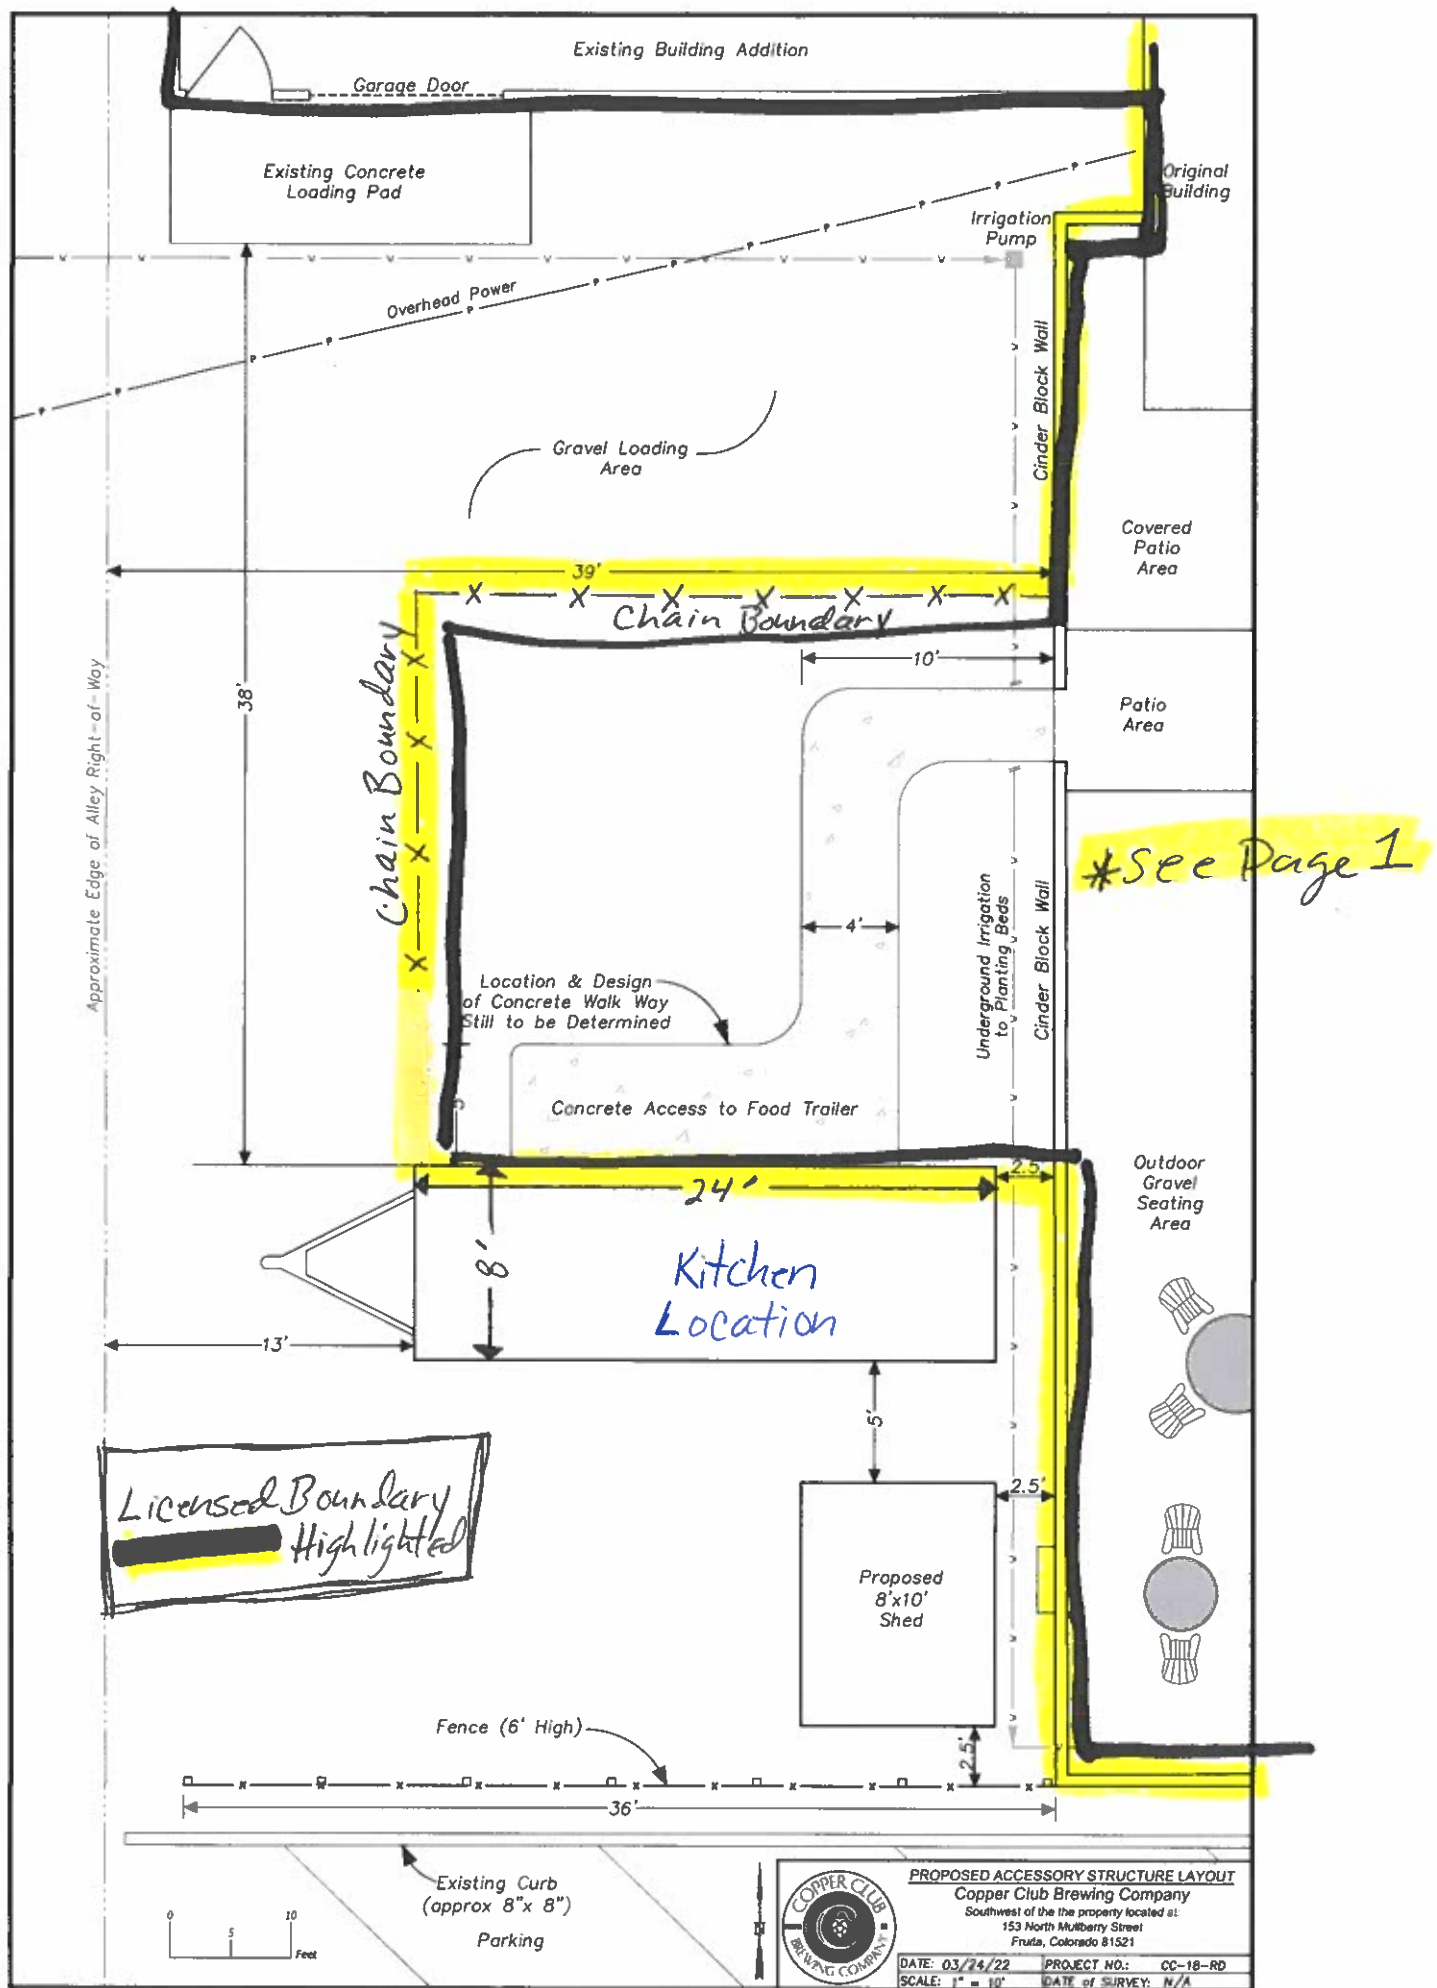 Existing Building Addition
Garage Door
Existing Concrete
Loading Pad
Original
Building
Irrigation
Pump
Overhead Power
Cinder Block Wall
Gravel Loading
Area
Covered
Patio
Area
39'
Chain Boundary
10'
Chain Boundary
38'
Approximate Edge of Alley Right-of-Way
Patio
Area
*See Page 1
4'
Underground Irrigation
to Planting Beds
Cinder Block Wall
Location & Design
of Concrete Walk Way
Still to be Determined
Concrete Access to Food Trailer
2.5'
24'
8'
Kitchen
Location
Outdoor
Gravel
Seating
Area
13'
5'
2.5'
Licensed Boundary
Highlighted
Proposed
8'x10'
Shed
Fence (6' High)
2.5'
36'
Existing Curb
(approx 8"x 8")
Parking
0 5 10
Feet
N
COPPER CLUB
BREWING COMPANY
PROPOSED ACCESSORY STRUCTURE LAYOUT
Copper Club Brewing Company
Southwest of the the property located at:
153 North Mullberry Street
Fruita, Colorado 81521
DATE: 03/24/22 PROJECT NO.: CC-18-RD
SCALE: 1" = 10' DATE of SURVEY: N/A